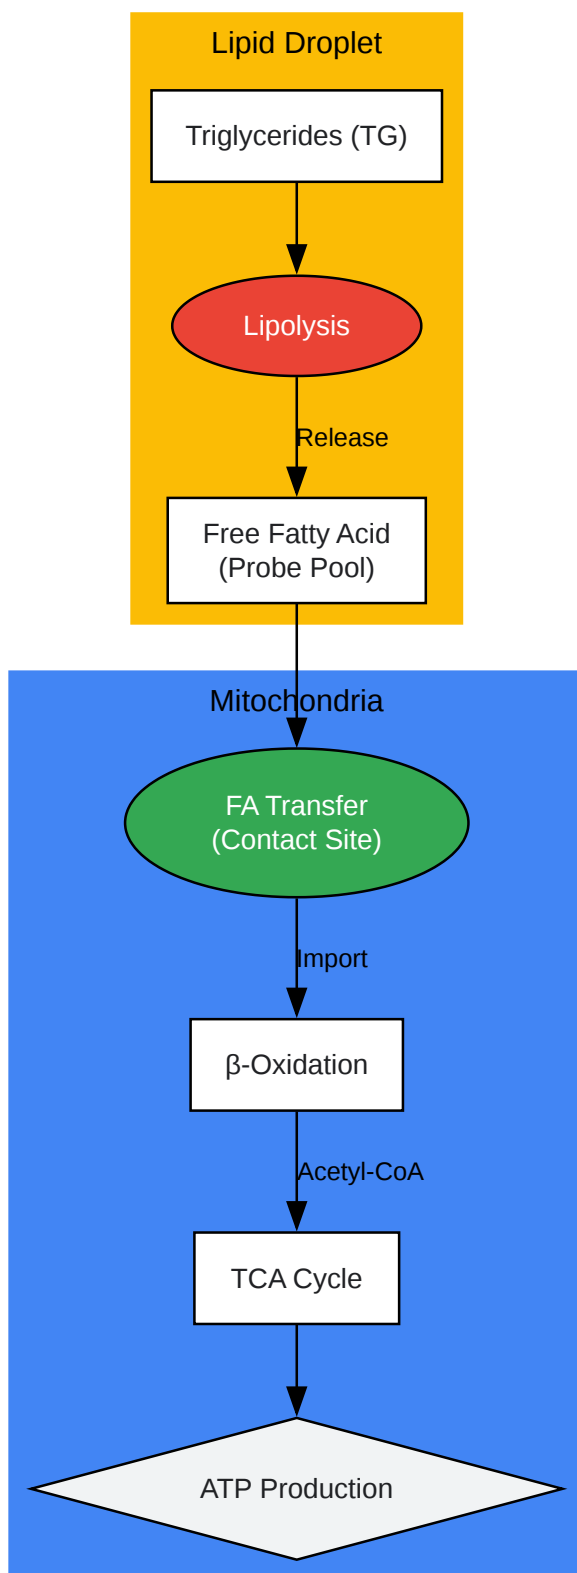 Lipid Droplet
Triglycerides (TG)
Lipolysis
Release
Free Fatty Acid
(Probe Pool)
Mitochondria
FA Transfer
(Contact Site)
Import
β-Oxidation
Acetyl-CoA
TCA Cycle
ATP Production